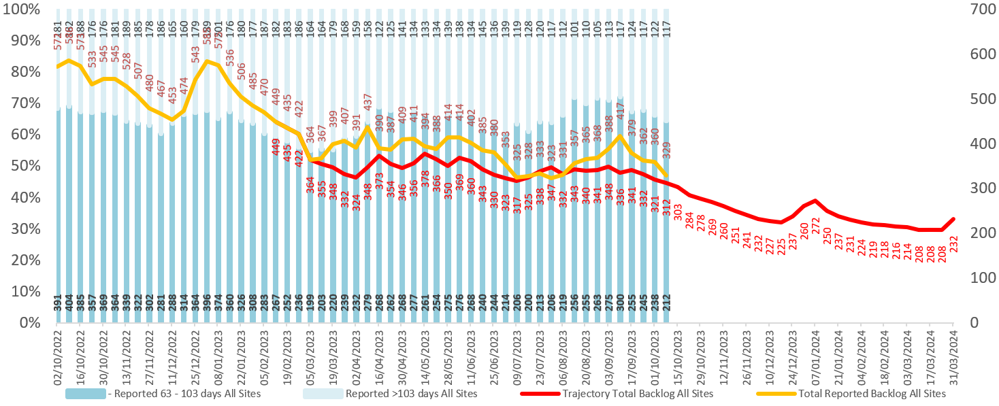 100%
90%
80%
70%
60%
50%
40%
30%
20%
10%
0%
700
600
500
400
300
200
100
0
181 182 188 176 176 181 189 185 178 186 165 160 179 189 201 176 180 177 187 182 183 186 164 164 179 168 159 158 122 125 141 134 133 134 139 138 134 145 136 139 119 128 120 117 112 101 110 105 113 117 124 117 122 117
572 586 573 533 545 545 528 507 480 467 453 474 543 585 575 536 506 485 470 449 435 422 364 367 399 407 391 437 390 387 409 411 394 388 414 414 402 385 380 353 325 328 333 323 331 357 365 368 388 417 379 362 360 329
449 435 422 364 355 348 332 324 348 373 354 346 356 378 366 350 369 360 343 330 323 317 325 338 347 332 343 340 341 348 336 341 332 321 312 303 284 278 269 260 251 241 232 227 225 237 260 272 250 237 231 224 219 218 216 214 208 208 208 232
391 404 385 357 369 364 339 322 302 281 288 314 364 396 374 360 326 308 283 267 252 236 199 203 220 239 232 279 268 262 268 277 261 254 275 276 268 240 244 214 206 200 213 206 219 256 255 263 275 300 255 245 238 212
02/10/2022 16/10/2022 30/10/2022 13/11/2022 27/11/2022 11/12/2022 25/12/2022 08/01/2023 22/01/2023 05/02/2023 19/02/2023 05/03/2023 19/03/2023 02/04/2023 16/04/2023 30/04/2023 14/05/2023 28/05/2023 11/06/2023 25/06/2023 09/07/2023 23/07/2023 06/08/2023 20/08/2023 03/09/2023 17/09/2023 01/10/2023 15/10/2023 29/10/2023 12/11/2023 26/11/2023 10/12/2023 24/12/2023 07/01/2024 21/01/2024 04/02/2024 18/02/2024 03/03/2024 17/03/2024 31/03/2024
- Reported 63 - 103 days All Sites
Reported >103 days All Sites
Trajectory Total Backlog All Sites
Total Reported Backlog All Sites